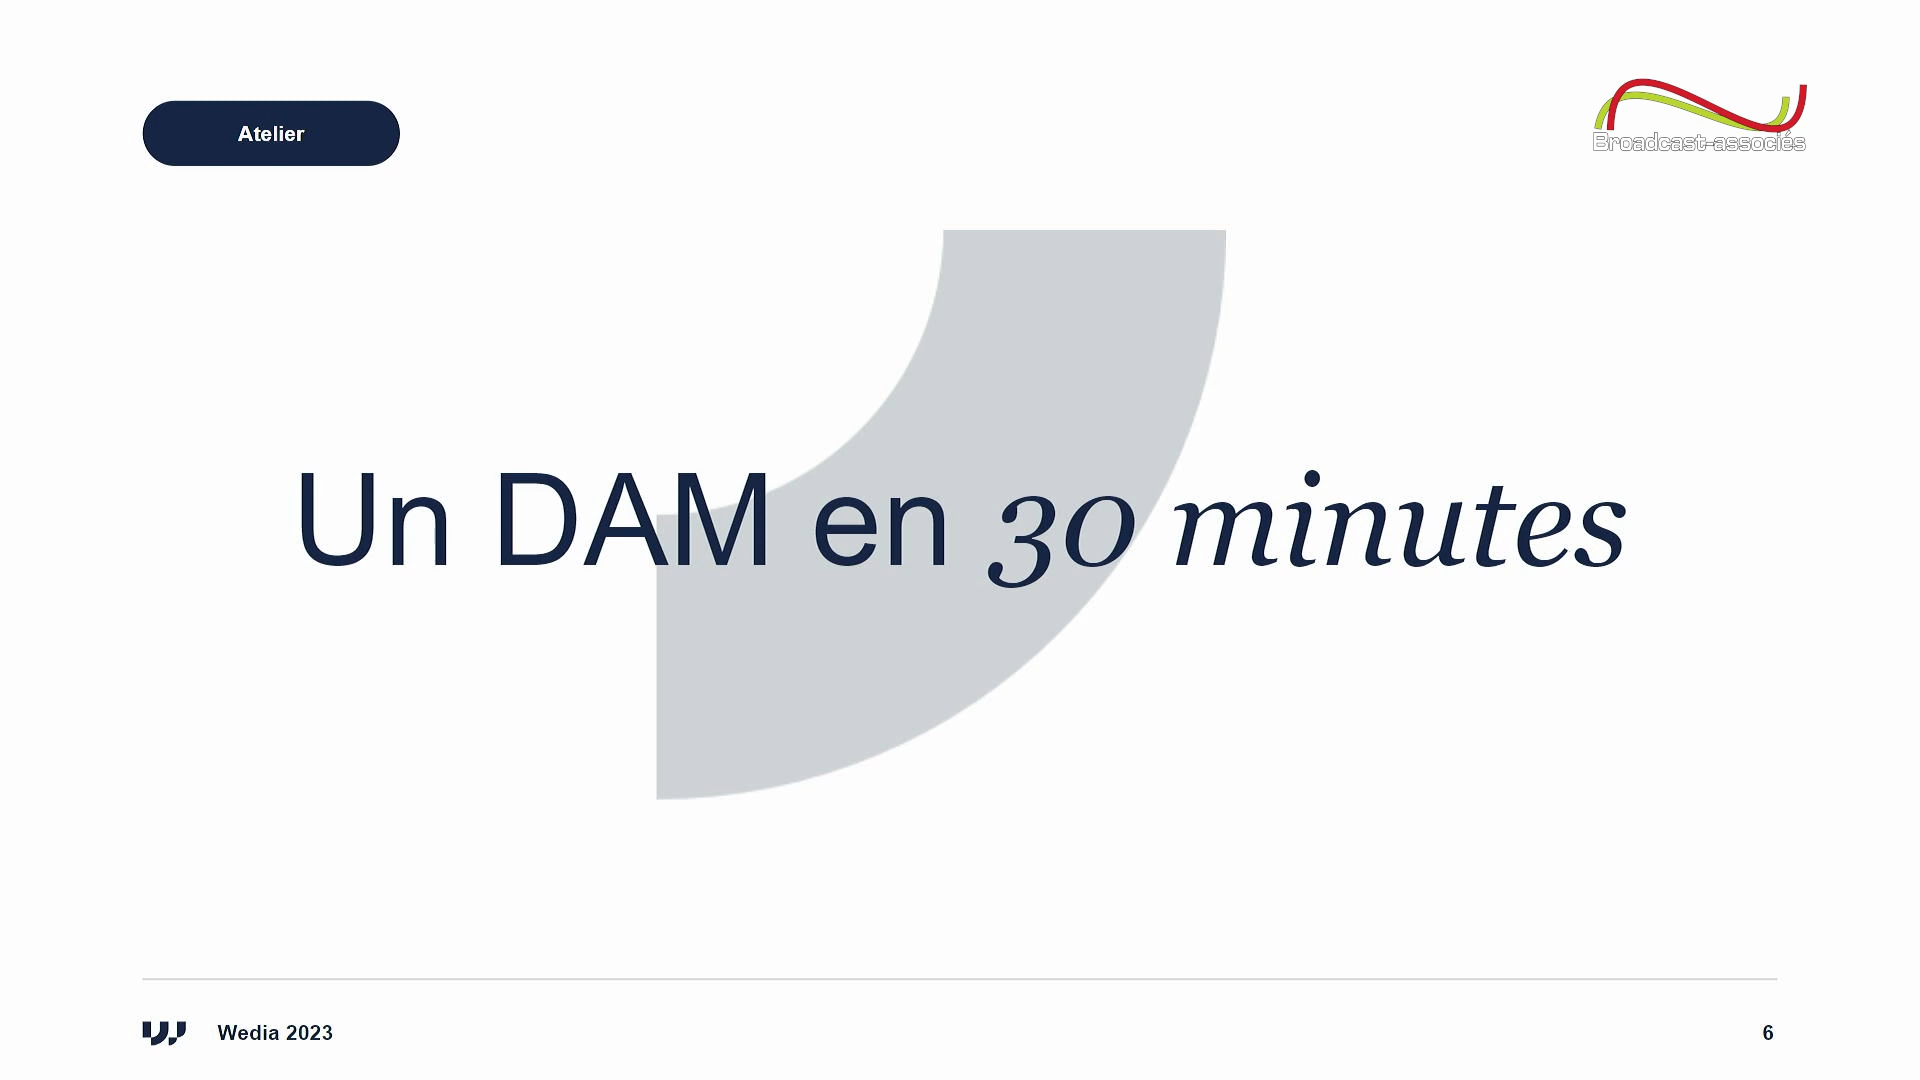 Atelier
Broadcast-associés
Un DAM en 30 minutes
Wedia 2023
6